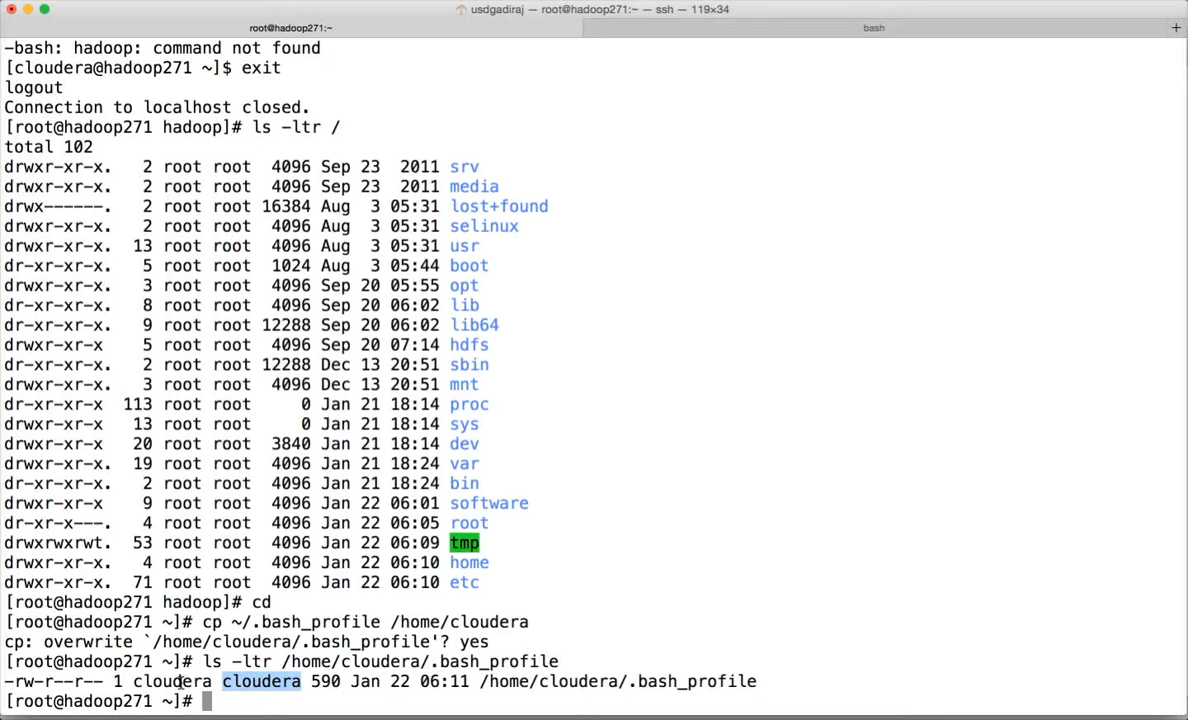 usdgadiraj — root@hadoop271:~ — ssh — 119x34
root@hadoop271:~ bash +
-bash: hadoop: command not found
[cloudera@hadoop271 ~]$ exit
logout
Connection to localhost closed.
[root@hadoop271 hadoop]# ls -ltr /
total 102
drwxr-xr-x. 2 root root 4096 Sep 23 2011 srv
drwxr-xr-x. 2 root root 4096 Sep 23 2011 media
drwx------. 2 root root 16384 Aug 3 05:31 lost+found
drwxr-xr-x. 2 root root 4096 Aug 3 05:31 selinux
drwxr-xr-x. 13 root root 4096 Aug 3 05:31 usr
dr-xr-xr-x. 5 root root 1024 Aug 3 05:44 boot
drwxr-xr-x. 3 root root 4096 Sep 20 05:55 opt
dr-xr-xr-x. 8 root root 4096 Sep 20 06:02 lib
dr-xr-xr-x. 9 root root 12288 Sep 20 06:02 lib64
drwxr-xr-x 5 root root 4096 Sep 20 07:14 hdfs
dr-xr-xr-x. 2 root root 12288 Dec 13 20:51 sbin
drwxr-xr-x. 3 root root 4096 Dec 13 20:51 mnt
dr-xr-xr-x 113 root root 0 Jan 21 18:14 proc
drwxr-xr-x 13 root root 0 Jan 21 18:14 sys
drwxr-xr-x 20 root root 3840 Jan 21 18:14 dev
drwxr-xr-x. 19 root root 4096 Jan 21 18:24 var
dr-xr-xr-x. 2 root root 4096 Jan 21 18:24 bin
drwxr-xr-x 9 root root 4096 Jan 22 06:01 software
dr-xr-x---. 4 root root 4096 Jan 22 06:05 root
drwxrwxrwt. 53 root root 4096 Jan 22 06:09 tmp
drwxr-xr-x. 4 root root 4096 Jan 22 06:10 home
drwxr-xr-x. 71 root root 4096 Jan 22 06:10 etc
[root@hadoop271 hadoop]# cd
[root@hadoop271 ~]# cp ~/.bash_profile /home/cloudera
cp: overwrite `/home/cloudera/.bash_profile'? yes
[root@hadoop271 ~]# ls -ltr /home/cloudera/.bash_profile
-rw-r--r-- 1 cloudera cloudera 590 Jan 22 06:11 /home/cloudera/.bash_profile
[root@hadoop271 ~]#